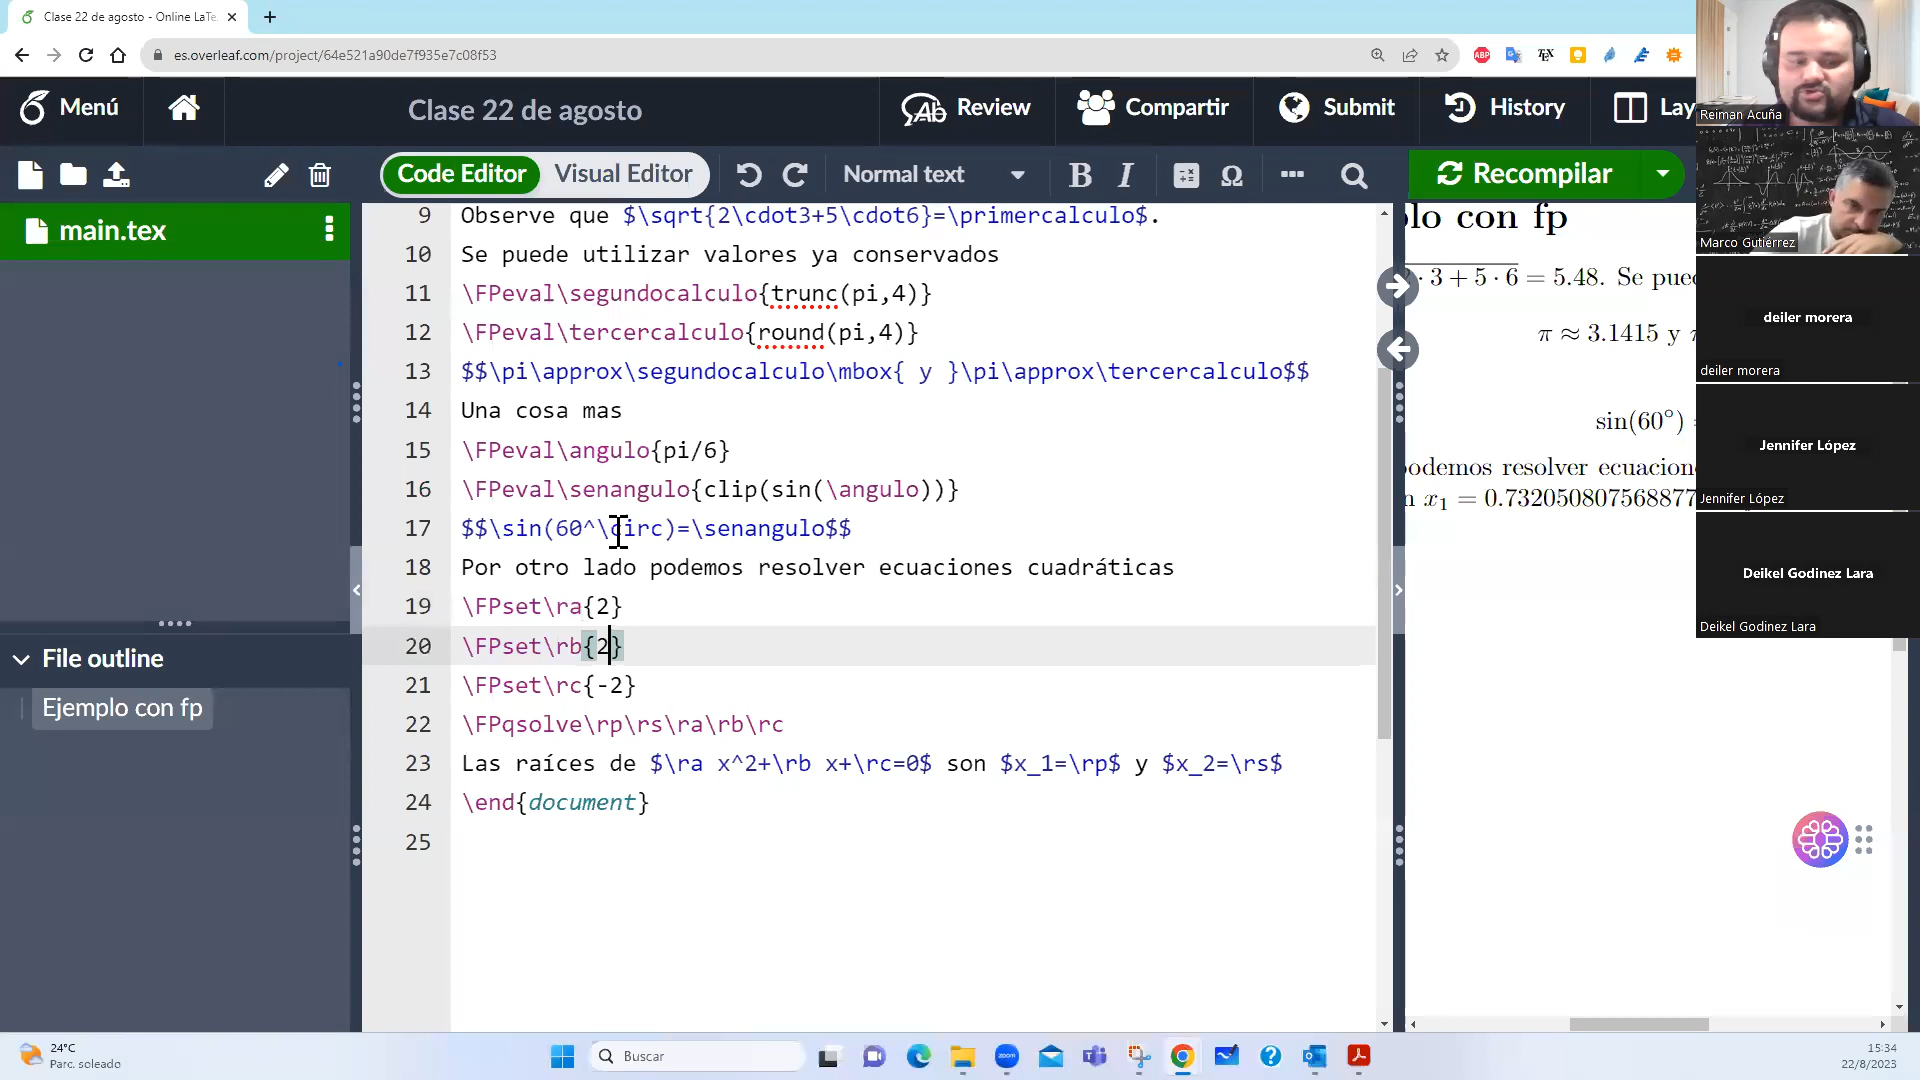 Clase 22 de agosto - Online LaTe
es.overleaf.com/project/64e521a90de7f935e7c08f53
ABP
TEX
Menú
Clase 22 de agosto
Review
Compartir
Submit
History
Lay
Code Editor
Visual Editor
Normal text
B I Ω
Recompilar
main.tex
File outline
Ejemplo con fp
9 Observe que $\sqrt{2\cdot3+5\cdot6}=\primercalculo$.
10 Se puede utilizar valores ya conservados
11 \FPeval\segundocalculo{trunc(pi,4)}
12 \FPeval\tercercalculo{round(pi,4)}
13 $$\pi\approx\segundocalculo\mbox{ y }\pi\approx\tercercalculo$$
14 Una cosa mas
15 \FPeval\angulo{pi/6}
16 \FPeval\senangulo{clip(sin(\angulo))}
17 $$\sin(60^\circ)=\senangulo$$
18 Por otro lado podemos resolver ecuaciones cuadráticas
19 \FPset\ra{2}
20 \FPset\rb{2}
21 \FPset\rc{-2}
22 \FPqsolve\rp\rs\ra\rb\rc
23 Las raíces de $\ra x^2+\rb x+\rc=0$ son $x_1=\rp$ y $x_2=\rs$
24 \end{document}
25
lo con fp
· 3 + 5 · 6 = 5.48. Se pue
π ≈ 3.1415 y
sin(60°)
podemos resolver ecuacion
n x₁ = 0.732050807568877
Reiman Acuña
Marco Gutiérrez
deiler morera
deiler morera
Jennifer López
Jennifer López
Deikel Godinez Lara
Deikel Godinez Lara
24°C
Parc. soleado
Buscar
zoom
15:34
22/8/2023